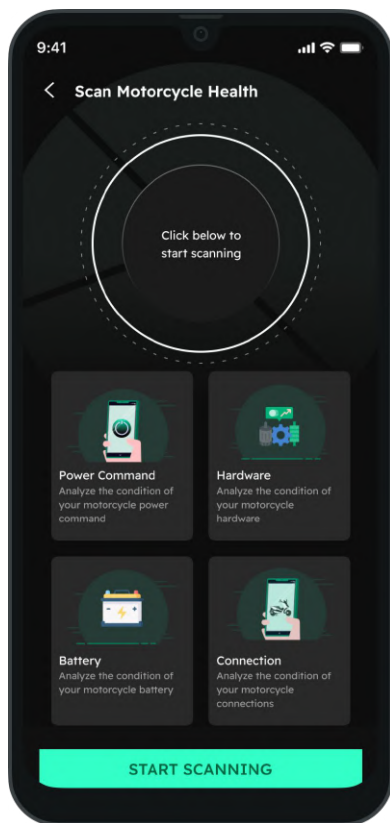 9:41
Scan Motorcycle Health
Click below to
start scanning
Power Command
Analyze the condition of
your motorcycle power
command
Hardware
Analyze the condition of
your motorcycle
hardware
Battery
Analyze the condition of
your motorcycle battery
Connection
Analyze the condition of
your motorcycle
connections
START SCANNING